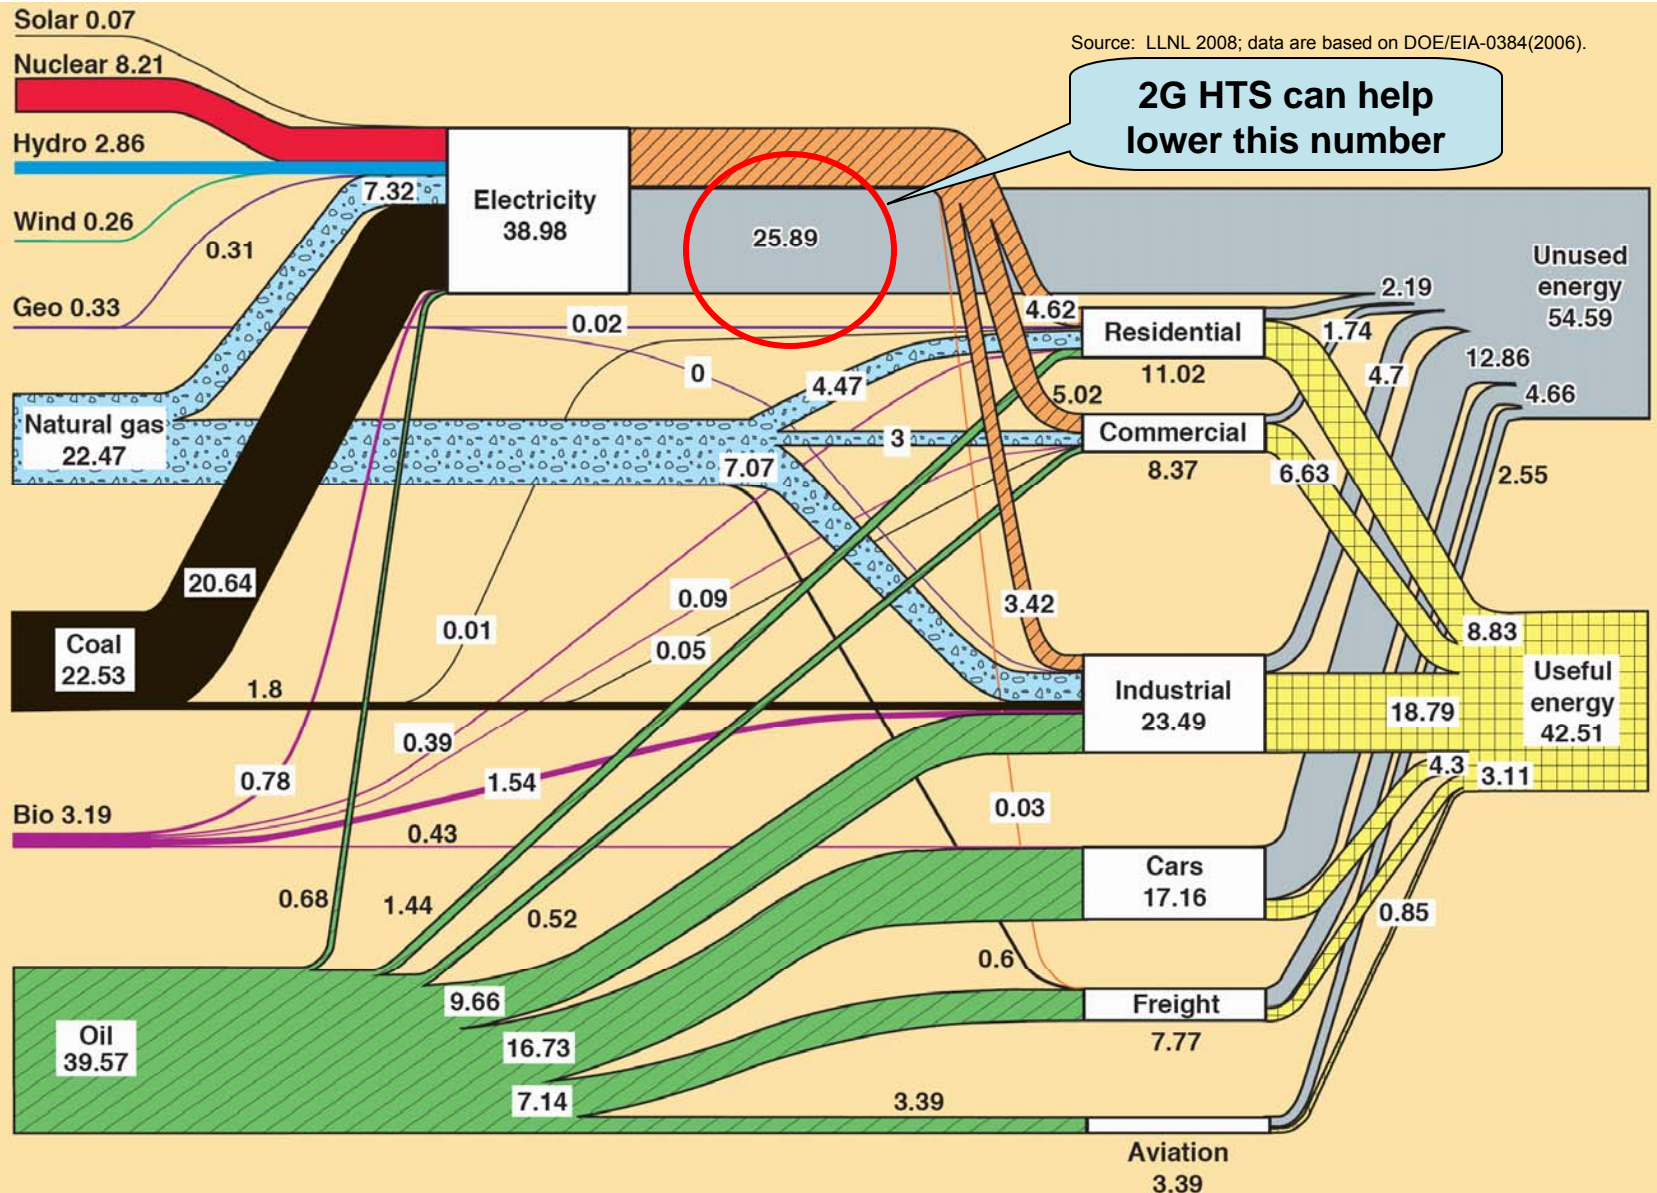 Solar 0.07
Source: LLNL 2008; data are based on DOE/EIA-0384(2006).
Nuclear 8.21
2G HTS can help
lower this number
Hydro 2.86
7.32
Electricity
38.98
25.89
Wind 0.26
0.31
Unused
energy
54.59
Geo 0.33
0.02
4.62
Residential
11.02
2.19
1.74
4.7
12.86
4.66
0
4.47
5.02
Natural gas
22.47
3
7.07
Commercial
8.37
6.63
2.55
20.64
0.09
3.42
0.01
0.05
Coal
22.53
1.8
8.83
Industrial
23.49
18.79
Useful
energy
42.51
0.39
0.78
1.54
4.3
3.11
Bio 3.19
0.43
0.03
Cars
17.16
0.68
1.44
0.52
0.85
0.6
9.66
Freight
7.77
Oil
39.57
16.73
7.14
3.39
Aviation
3.39